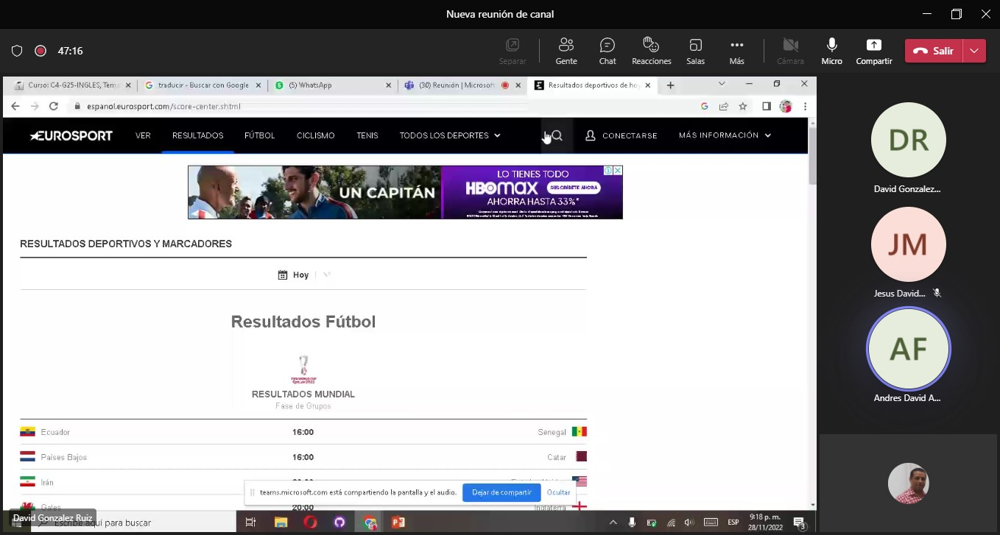 Nueva reunión de canal
47:16
Separar
Gente
Chat
Reacciones
Salas
Más
Cámara
Micro
Compartir
Salir
Curso: C4-G25-INGLES, Tema
traducir - Buscar con Google
(5) WhatsApp
(30) Reunión | Microsoft
Resultados deportivos de ho
espanol.eurosport.com/score-center.shtml
EUROSPORT
VER
RESULTADOS
FÚTBOL
CICLISMO
TENIS
TODOS LOS DEPORTES
CONECTARSE
MÁS INFORMACIÓN
UN CAPITÁN
LO TIENES TODO
HBOMAX SUSCRÍBETE AHORA
AHORA HASTA 33%*
RESULTADOS DEPORTIVOS Y MARCADORES
Hoy
Resultados Fútbol
FIFA WORLD CUP
Qatar2022
RESULTADOS MUNDIAL
Fase de Grupos
Ecuador 16:00 Senegal
Países Bajos 16:00 Catar
Irán
Gales 20:00 Inglaterra
teams.microsoft.com está compartiendo la pantalla y el audio.
Dejar de compartir
Ocultar
David Gonzalez Ruiz
Escribe aquí para buscar
ESP
9:18 p. m.
28/11/2022
3
DR
David Gonzalez...
JM
Jesus David...
AF
Andres David A...